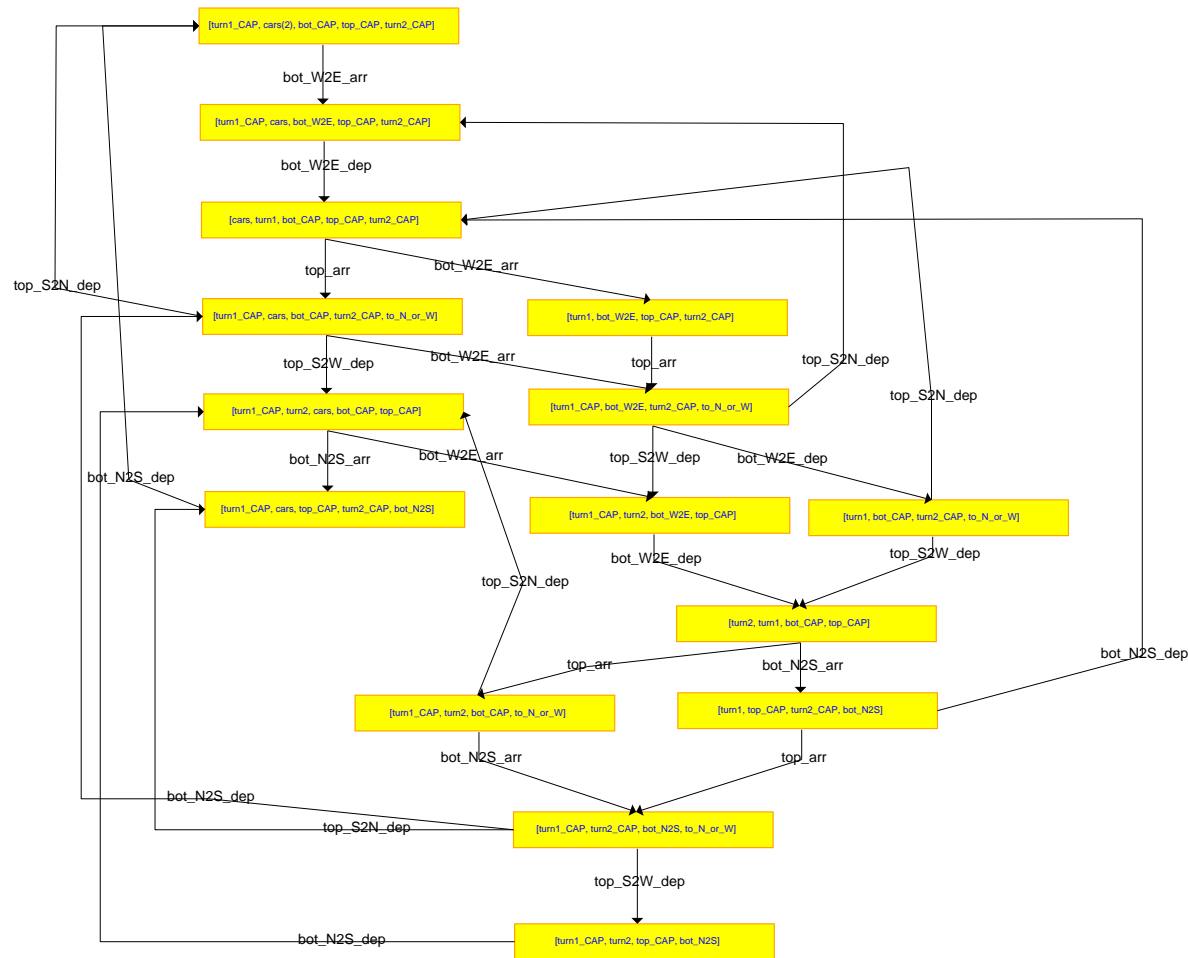 [turn1_CAP, cars(2), bot_CAP, top_CAP, turn2_CAP]
bot_W2E_arr
[turn1_CAP, cars, bot_W2E, top_CAP, turn2_CAP]
bot_W2E_dep
[cars, turn1, bot_CAP, top_CAP, turn2_CAP]
top_arr
bot_W2E_arr
top_S2N_dep
[turn1_CAP, cars, bot_CAP, turn2_CAP, to_N_or_W]
[turn1, bot_W2E, top_CAP, turn2_CAP]
top_S2W_dep
bot_W2E_arr
top_arr
top_S2N_dep
top_S2N_dep
[turn1_CAP, turn2, cars, bot_CAP, top_CAP]
[turn1_CAP, bot_W2E, turn2_CAP, to_N_or_W]
bot_N2S_dep
bot_N2S_arr
bot_W2E_arr
top_S2W_dep
bot_W2E_dep
[turn1_CAP, cars, top_CAP, turn2_CAP, bot_N2S]
[turn1_CAP, turn2, bot_W2E, top_CAP]
[turn1, bot_CAP, turn2_CAP, to_N_or_W]
bot_W2E_dep
top_S2W_dep
top_S2N_dep
[turn2, turn1, bot_CAP, top_CAP]
top_arr
bot_N2S_arr
bot_N2S_dep
[turn1_CAP, turn2, bot_CAP, to_N_or_W]
[turn1, top_CAP, turn2_CAP, bot_N2S]
bot_N2S_arr
top_arr
bot_N2S_dep
top_S2N_dep
[turn1_CAP, turn2_CAP, bot_N2S, to_N_or_W]
top_S2W_dep
bot_N2S_dep
[turn1_CAP, turn2, top_CAP, bot_N2S]